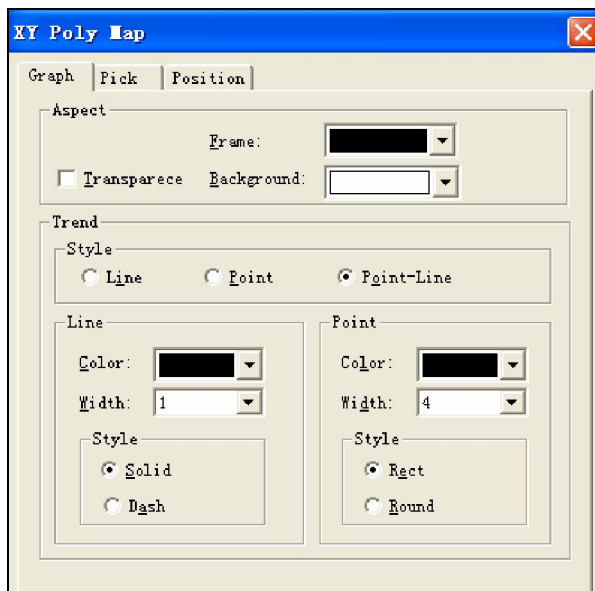 XY Poly Map
Graph Pick Position
Aspect
Frame:
Transparece Background:
Trend
Style
Line Point Point-Line
Line Point
Color: Color:
Width: 1 Width: 4
Style Style
Solid Rect
Dash Round